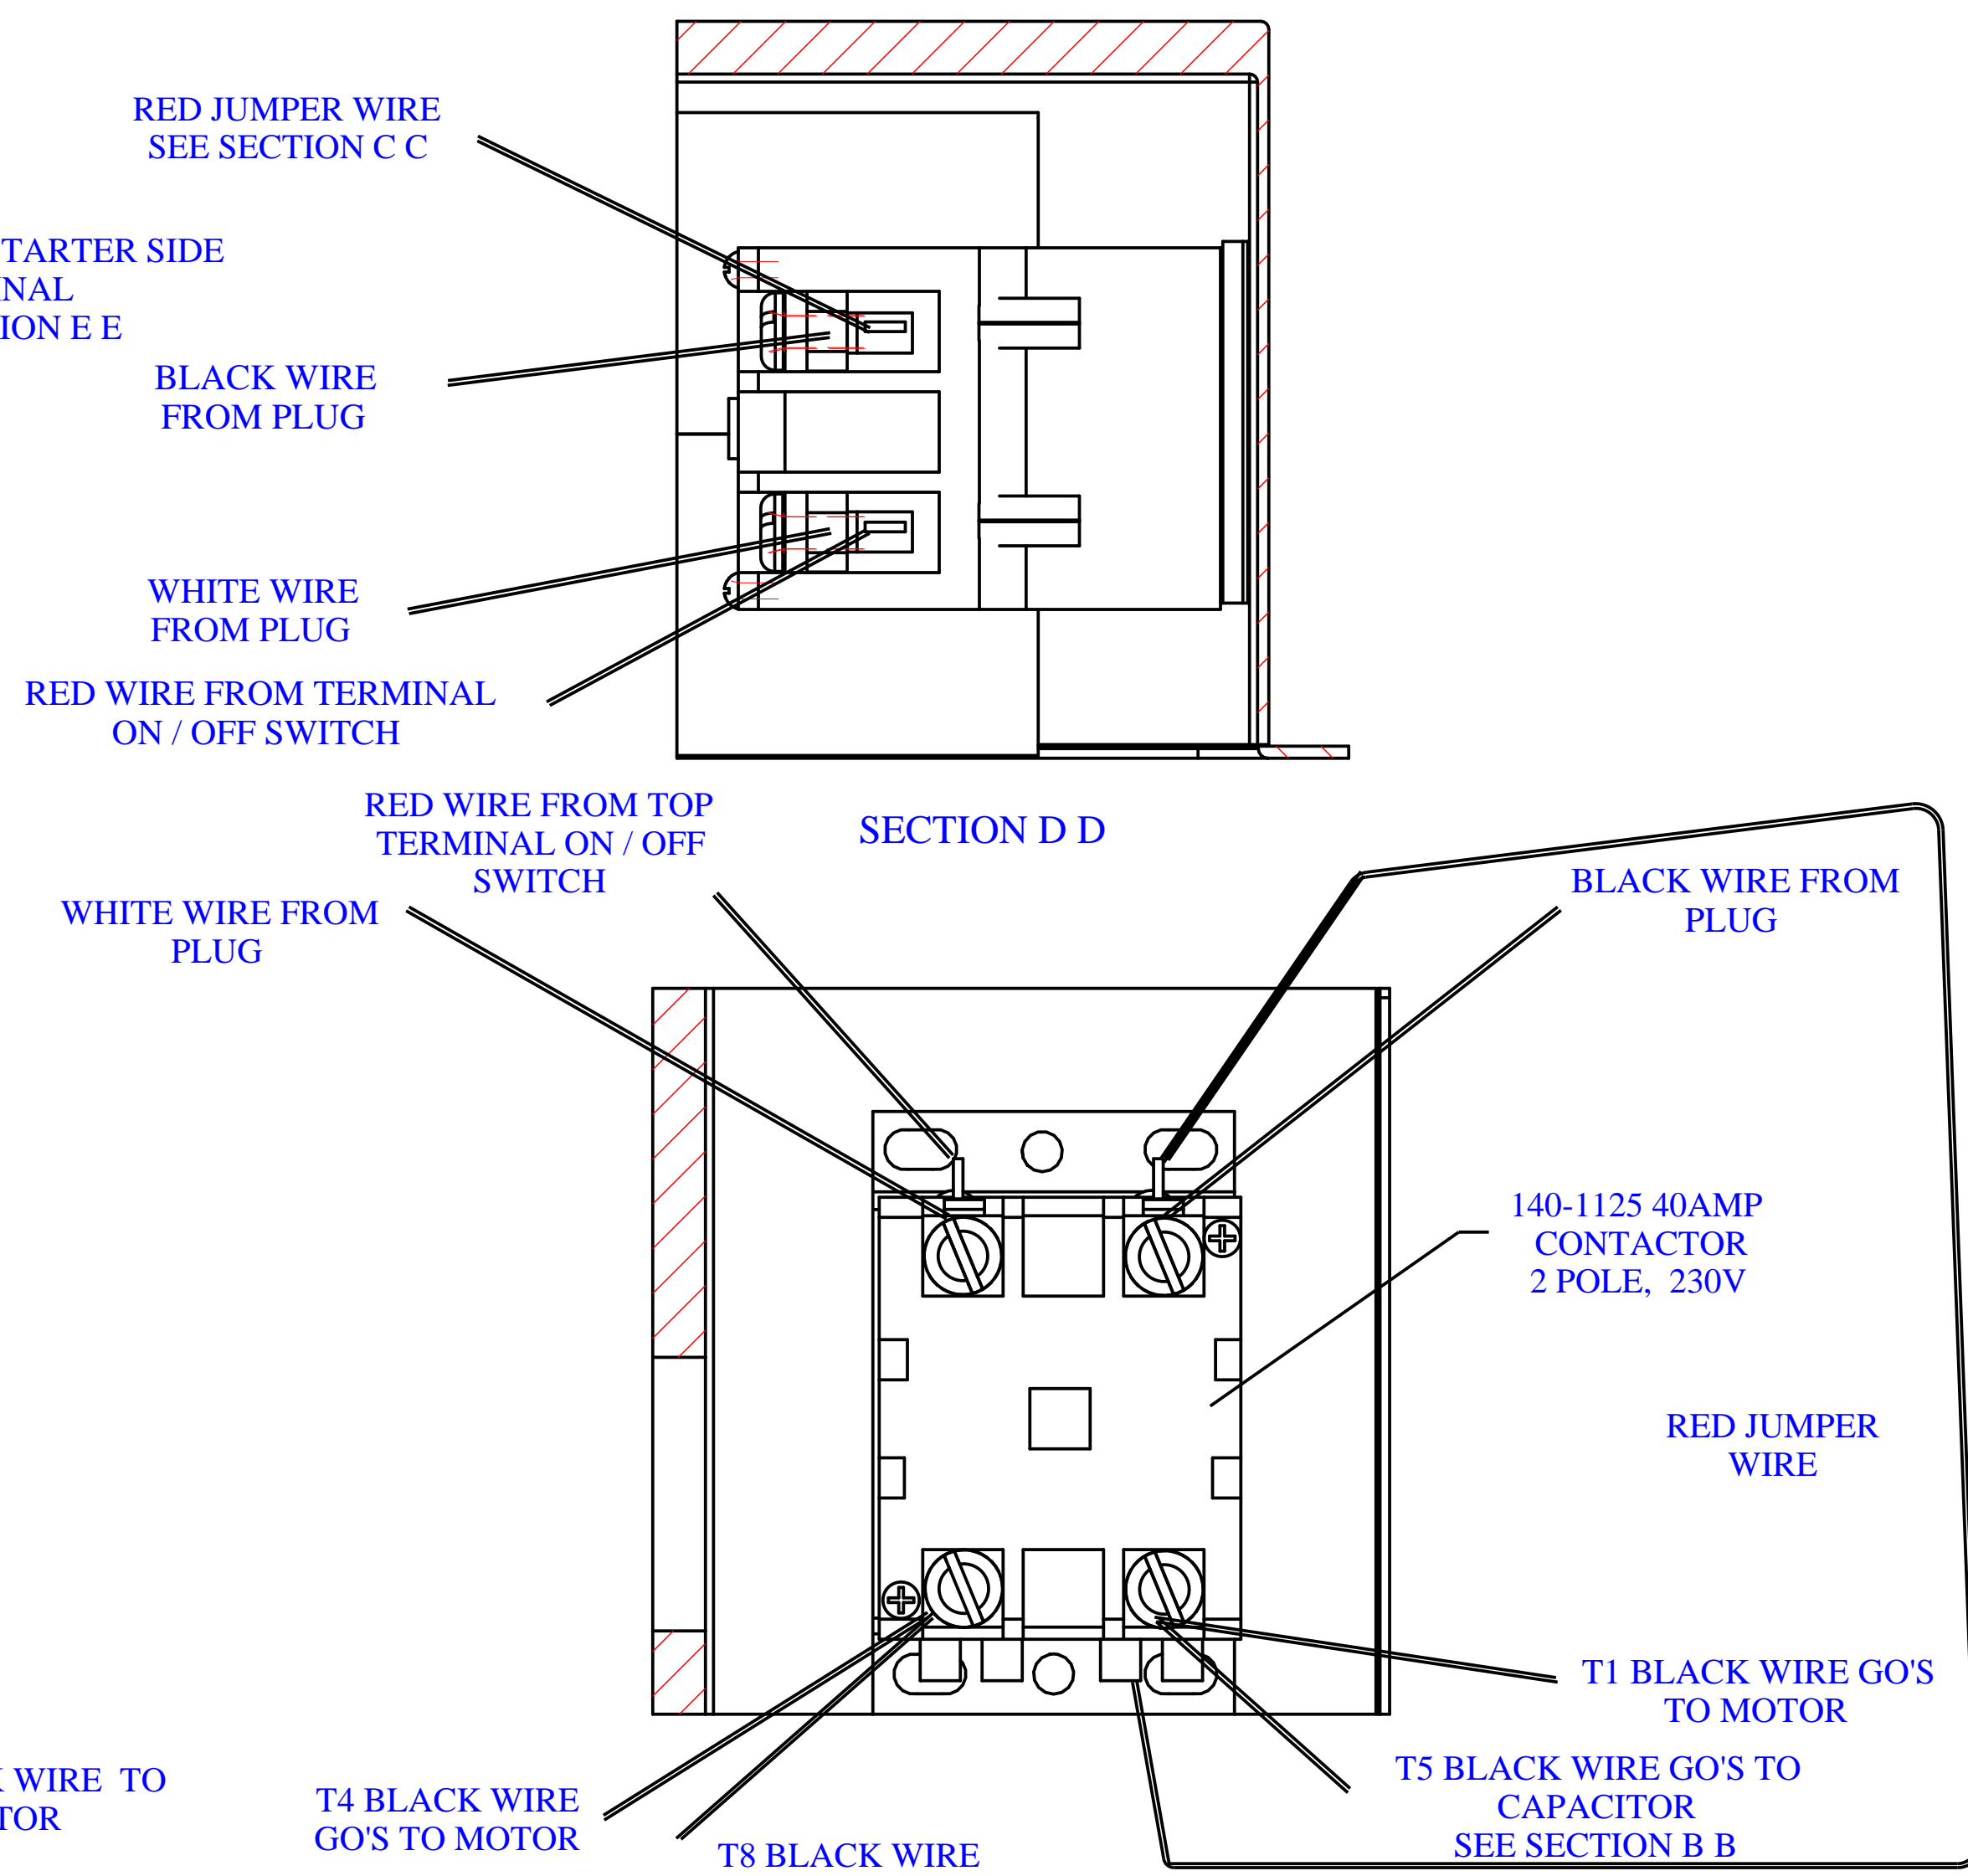 RED JUMPER WIRE
SEE SECTION C C
TARTER SIDE
NAL
ION E E
BLACK WIRE
FROM PLUG
WHITE WIRE
FROM PLUG
RED WIRE FROM TERMINAL
ON / OFF SWITCH
SECTION D D
RED WIRE FROM TOP
TERMINAL ON / OFF
SWITCH
WHITE WIRE FROM
PLUG
BLACK WIRE FROM
PLUG
140-1125 40AMP
CONTACTOR
2 POLE, 230V
RED JUMPER
WIRE
T1 BLACK WIRE GO'S
TO MOTOR
T5 BLACK WIRE GO'S TO
CAPACITOR
SEE SECTION B B
WIRE TO
TOR
T4 BLACK WIRE
GO'S TO MOTOR
T8 BLACK WIRE